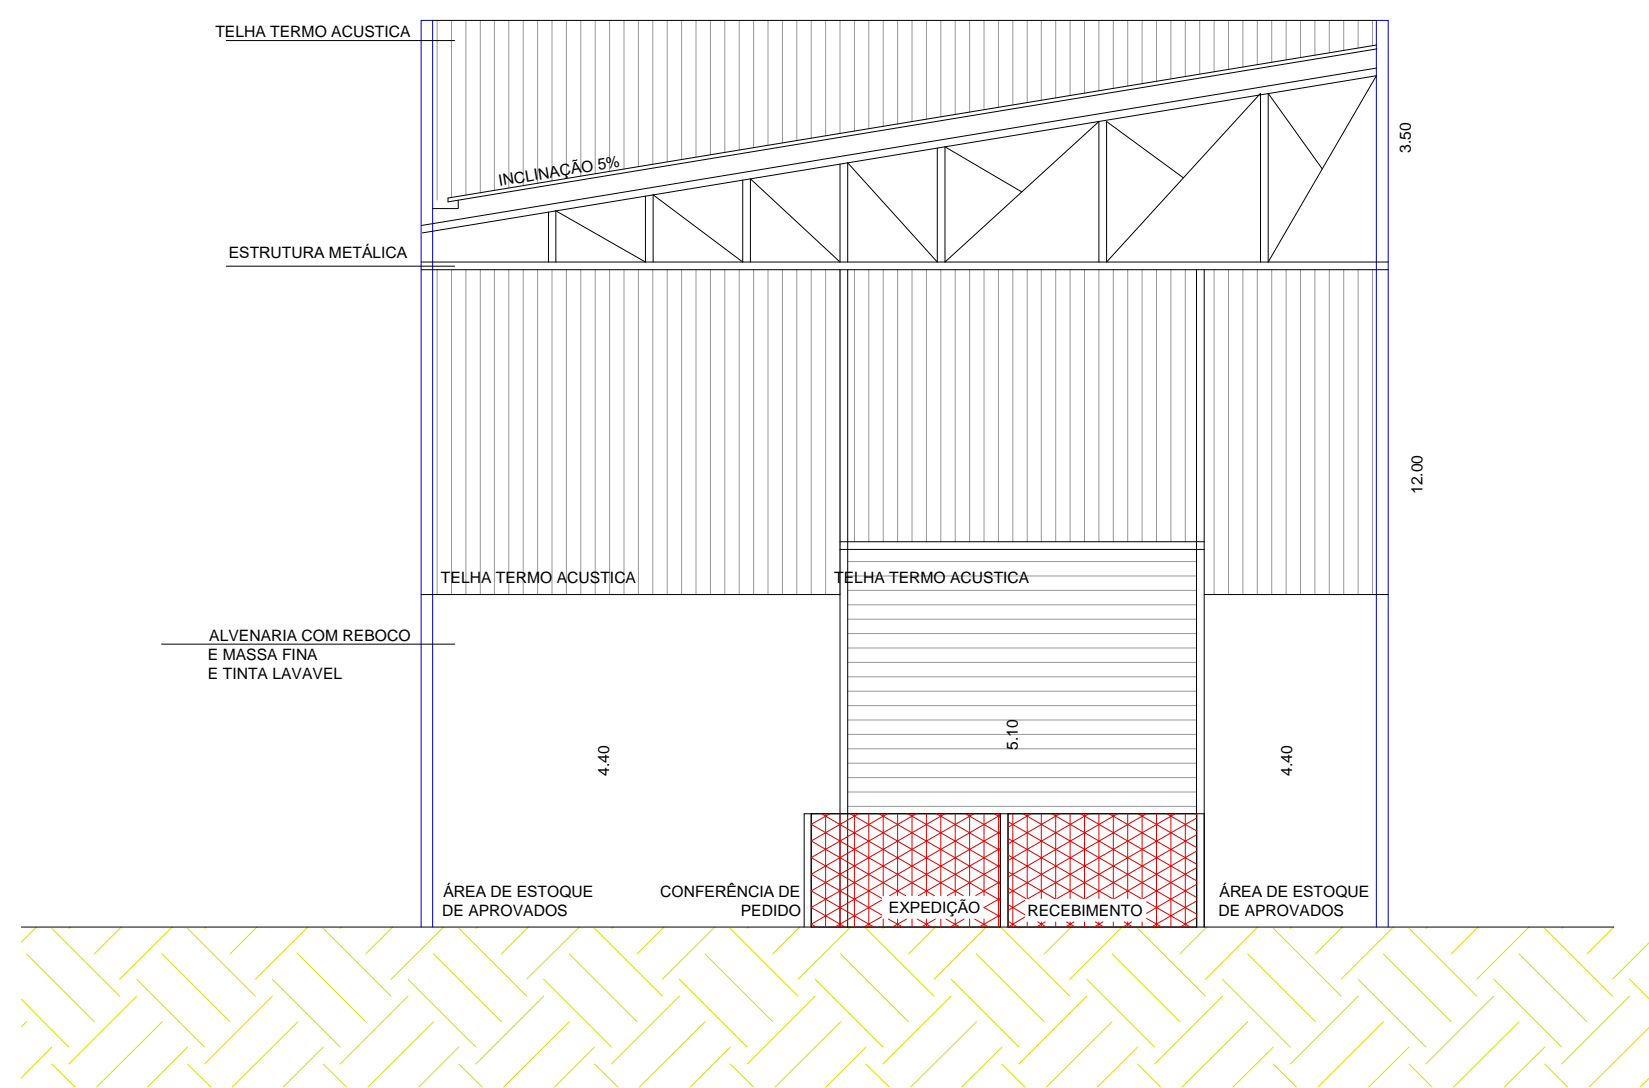 TELHA TERMO ACUSTICA
3.50
INCLINAÇÃO 5%
ESTRUTURA METÁLICA
12.00
TELHA TERMO ACUSTICA
TELHA TERMO ACUSTICA
ALVENARIA COM REBOCO
E MASSA FINA
E TINTA LAVAVEL
4.40
5.10
4.40
ÁREA DE ESTOQUE
DE APROVADOS
CONFERÊNCIA DE
PEDIDO
EXPEDIÇÃO
RECEBIMENTO
ÁREA DE ESTOQUE
DE APROVADOS